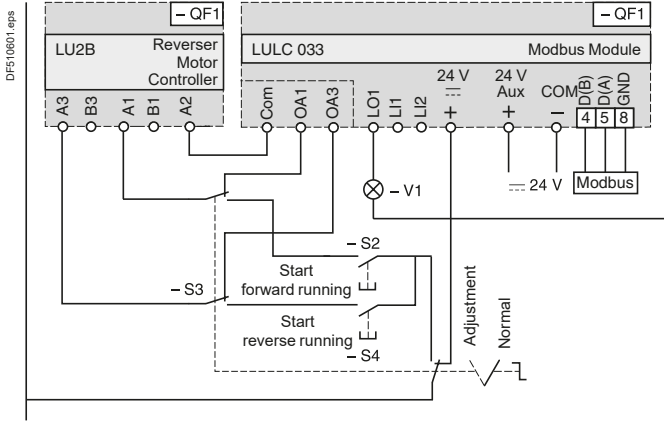 DF510601.eps
– QF1
– QF1
LU2B
Reverser
Motor
Controller
LULC 033
Modbus Module
A3
B3
A1
B1
A2
Com
OA1
OA3
LO1
LI1
LI2
24 V
+
24 V
Aux
+
COM
–
D(B)
D(A)
GND
4 5 8
24 V
Modbus
– V1
– S2
Start
forward running
– S3
Start
reverse running
– S4
Adjustment
Normal